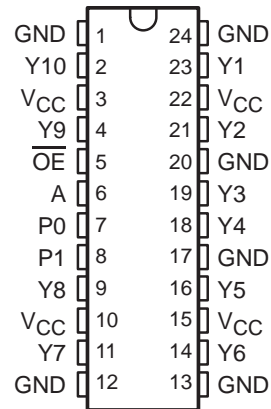 GND 1 24 GND
Y10 2 23 Y1
VCC 3 22 VCC
Y9 4 21 Y2
OE 5 20 GND
A 6 19 Y3
P0 7 18 Y4
P1 8 17 GND
Y8 9 16 Y5
VCC 10 15 VCC
Y7 11 14 Y6
GND 12 13 GND